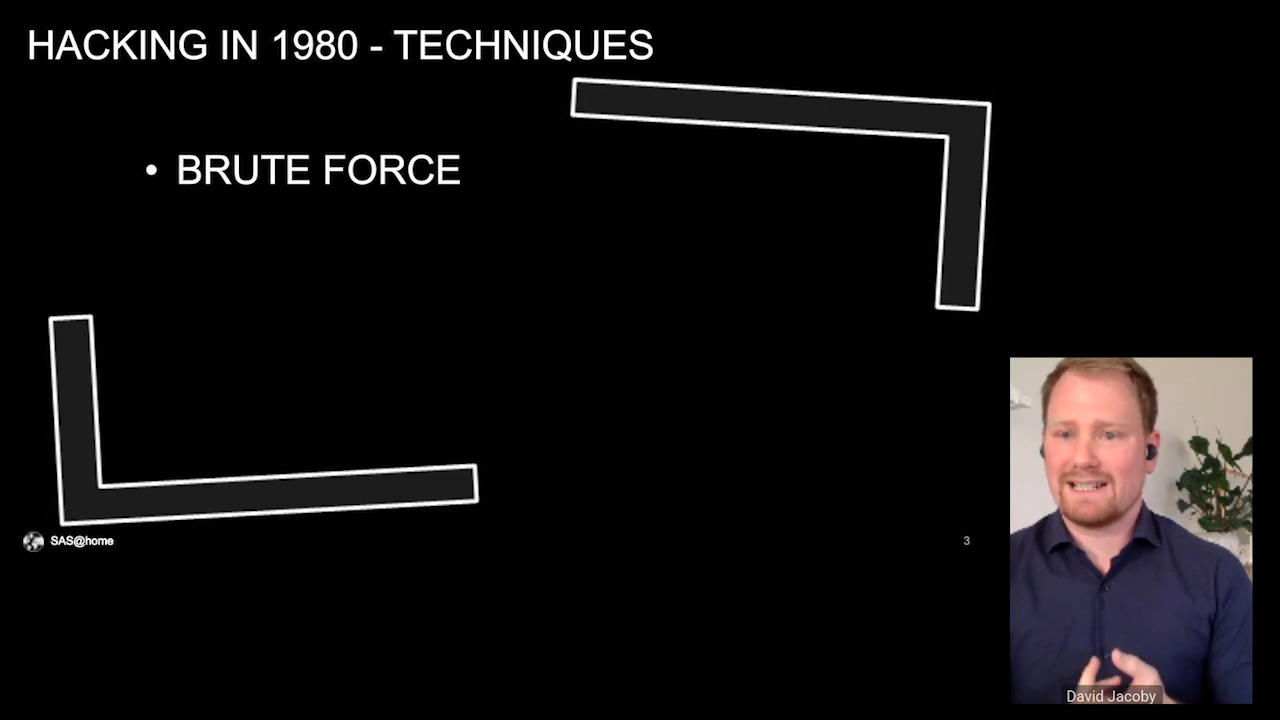 HACKING IN 1980 - TECHNIQUES
• BRUTE FORCE
SAS@home
3
David Jacoby